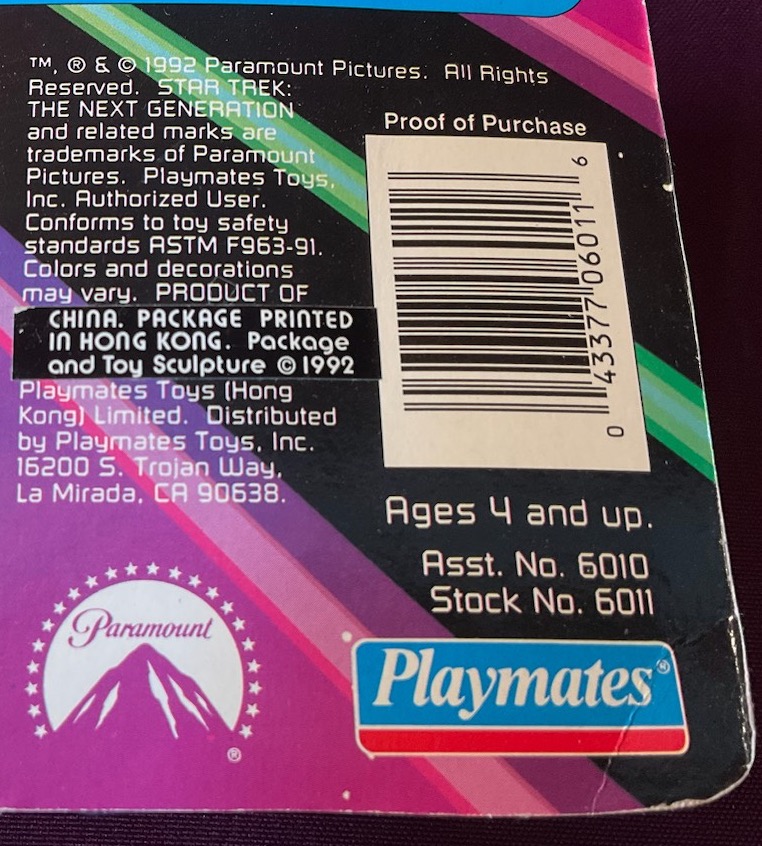 ™, ® & © 1992 Paramount Pictures. All Rights
Reserved. STAR TREK:
THE NEXT GENERATION
and related marks are
trademarks of Paramount
Pictures. Playmates Toys,
Inc. Authorized User.
Conforms to toy safety
standards ASTM F963-91.
Colors and decorations
may vary. PRODUCT OF
CHINA. PACKAGE PRINTED
IN HONG KONG. Package
and Toy Sculpture © 1992
Playmates Toys (Hong
Kong) Limited. Distributed
by Playmates Toys, Inc.
16200 S. Trojan Way,
La Mirada, CA 90638.
Proof of Purchase
0 43377 06011 6
Ages 4 and up.
Asst. No. 6010
Stock No. 6011
Paramount
®
Playmates®